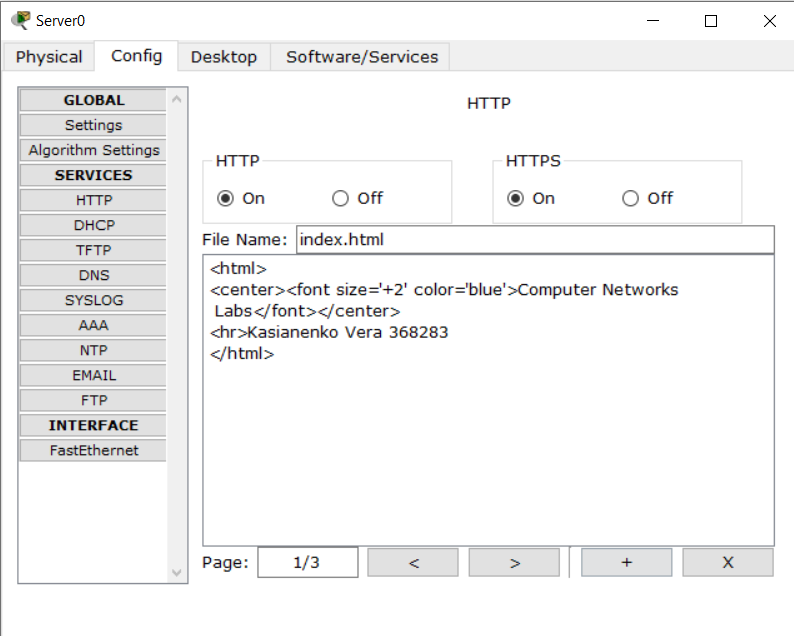 Server0
Physical Config Desktop Software/Services
GLOBAL
Settings
Algorithm Settings
SERVICES
HTTP
DHCP
TFTP
DNS
SYSLOG
AAA
NTP
EMAIL
FTP
INTERFACE
FastEthernet
HTTP
HTTP
On Off
HTTPS
On Off
File Name: index.html
<html>
<center><font size='+2' color='blue'>Computer Networks
Labs</font></center>
<hr>Kasianenko Vera 368283
</html>
Page: 1/3 < > + X